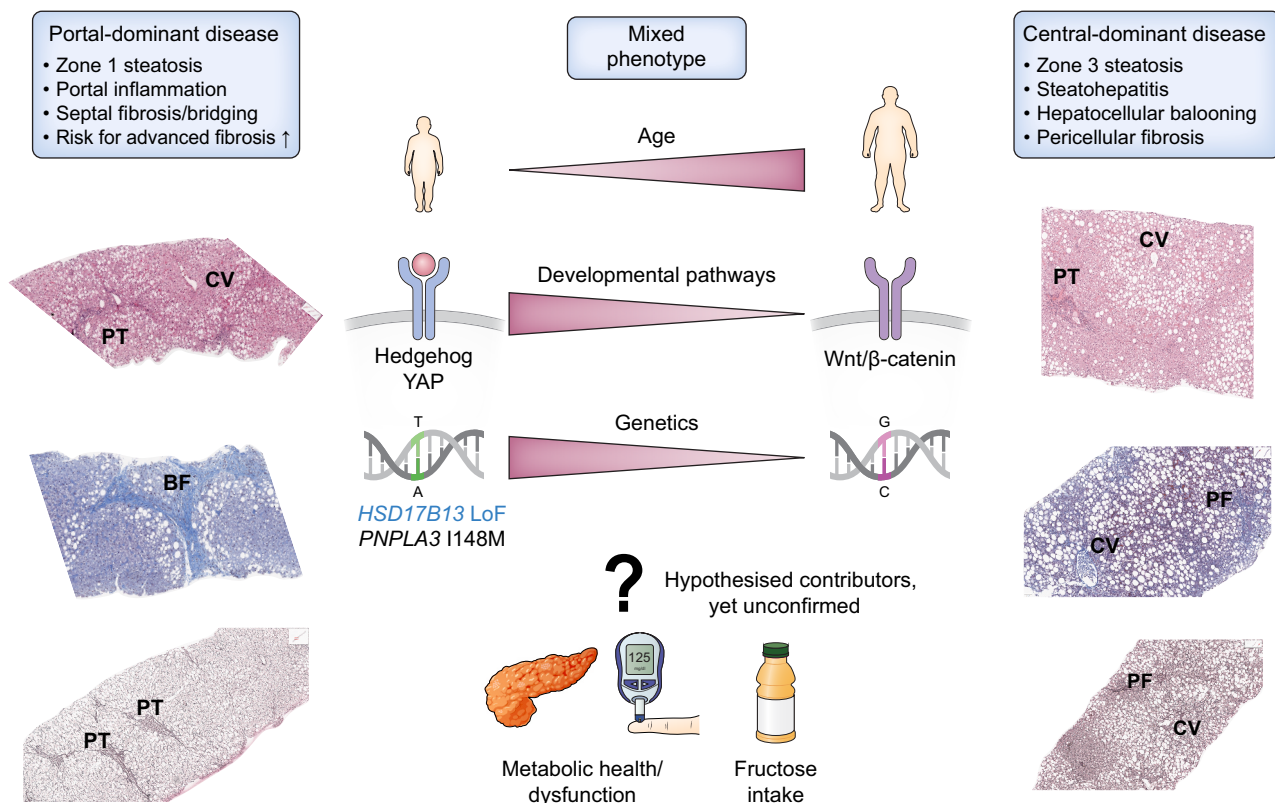 Portal-dominant disease
• Zone 1 steatosis
• Portal inflammation
• Septal fibrosis/bridging
• Risk for advanced fibrosis ↑
Mixed
phenotype
Central-dominant disease
• Zone 3 steatosis
• Steatohepatitis
• Hepatocellular balooning
• Pericellular fibrosis
Age
CV
PT
Developmental pathways
Hedgehog
YAP
Wnt/β-catenin
CV
PT
Genetics
T
A
G
C
HSD17B13 LoF
PNPLA3 I148M
BF
PF
CV
?
Hypothesised contributors,
yet unconfirmed
125
mg/dl
Metabolic health/
dysfunction
Fructose
intake
PT
PT
PF
CV